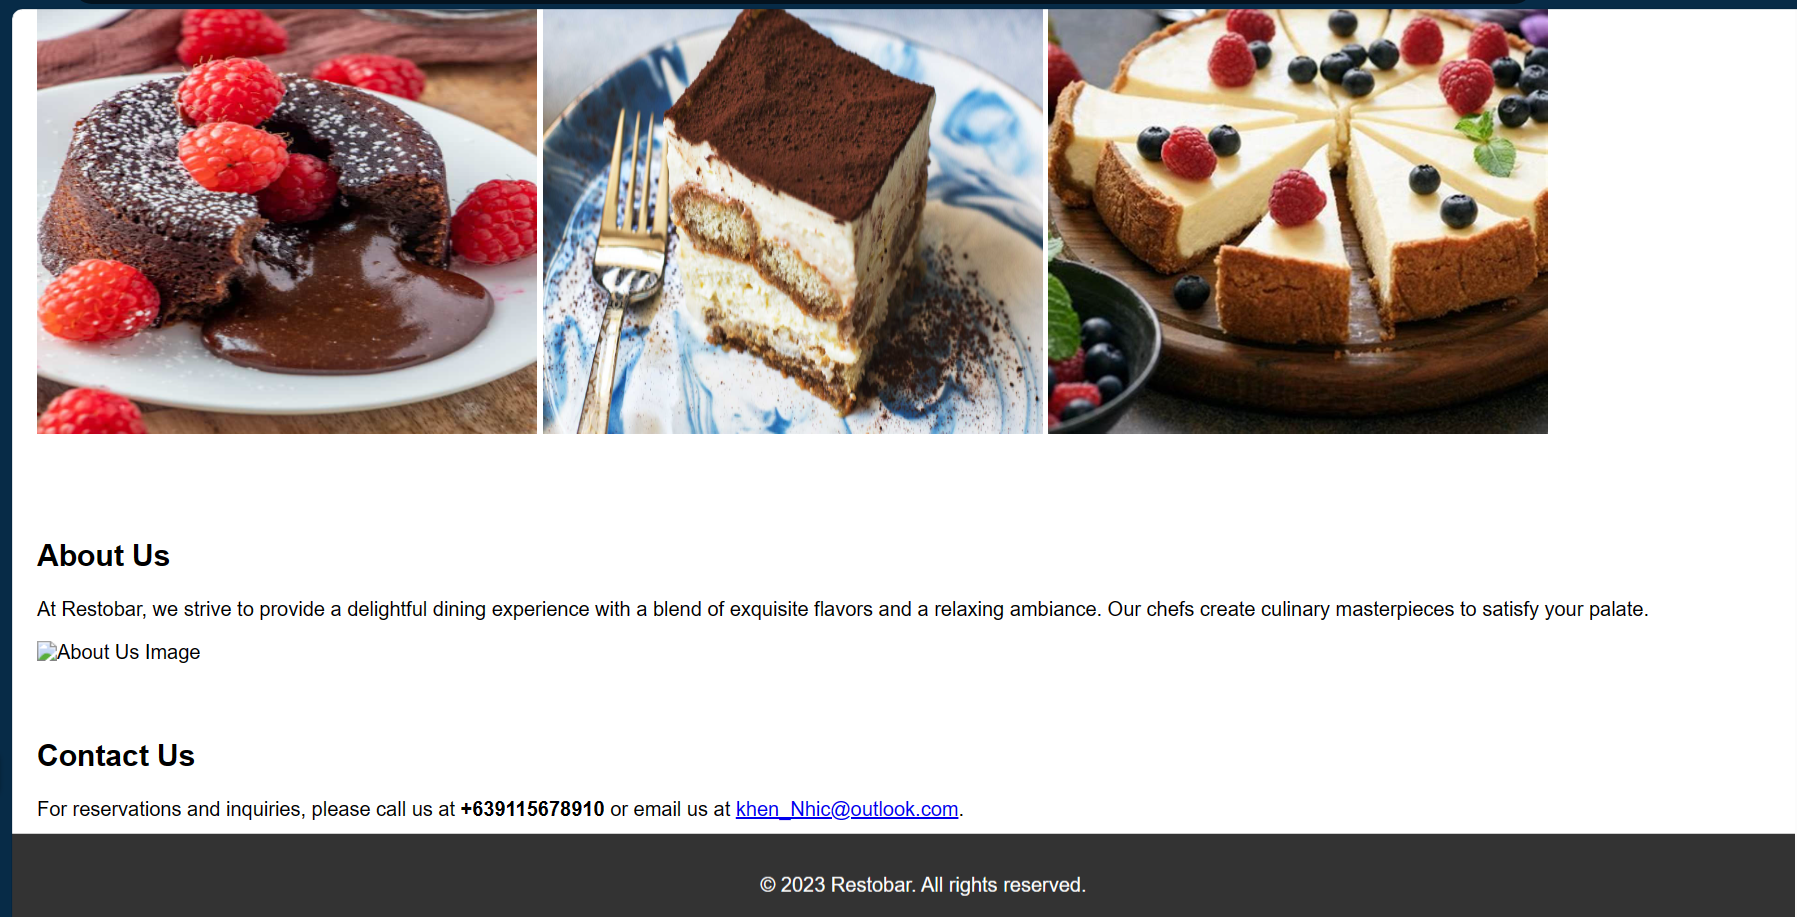 About Us
At Restobar, we strive to provide a delightful dining experience with a blend of exquisite flavors and a relaxing ambiance. Our chefs create culinary masterpieces to satisfy your palate.
About Us Image
Contact Us
For reservations and inquiries, please call us at +639115678910 or email us at khen_Nhic@outlook.com.
© 2023 Restobar. All rights reserved.